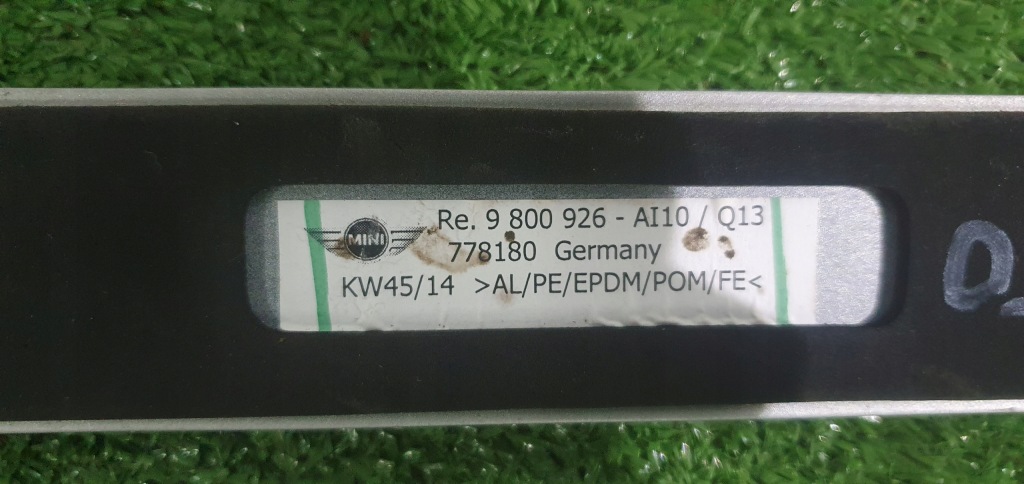 Re. 9 800 926 - AI10 / Q13
MINI
778180 Germany
KW45/14 >AL/PE/EPDM/POM/FE<